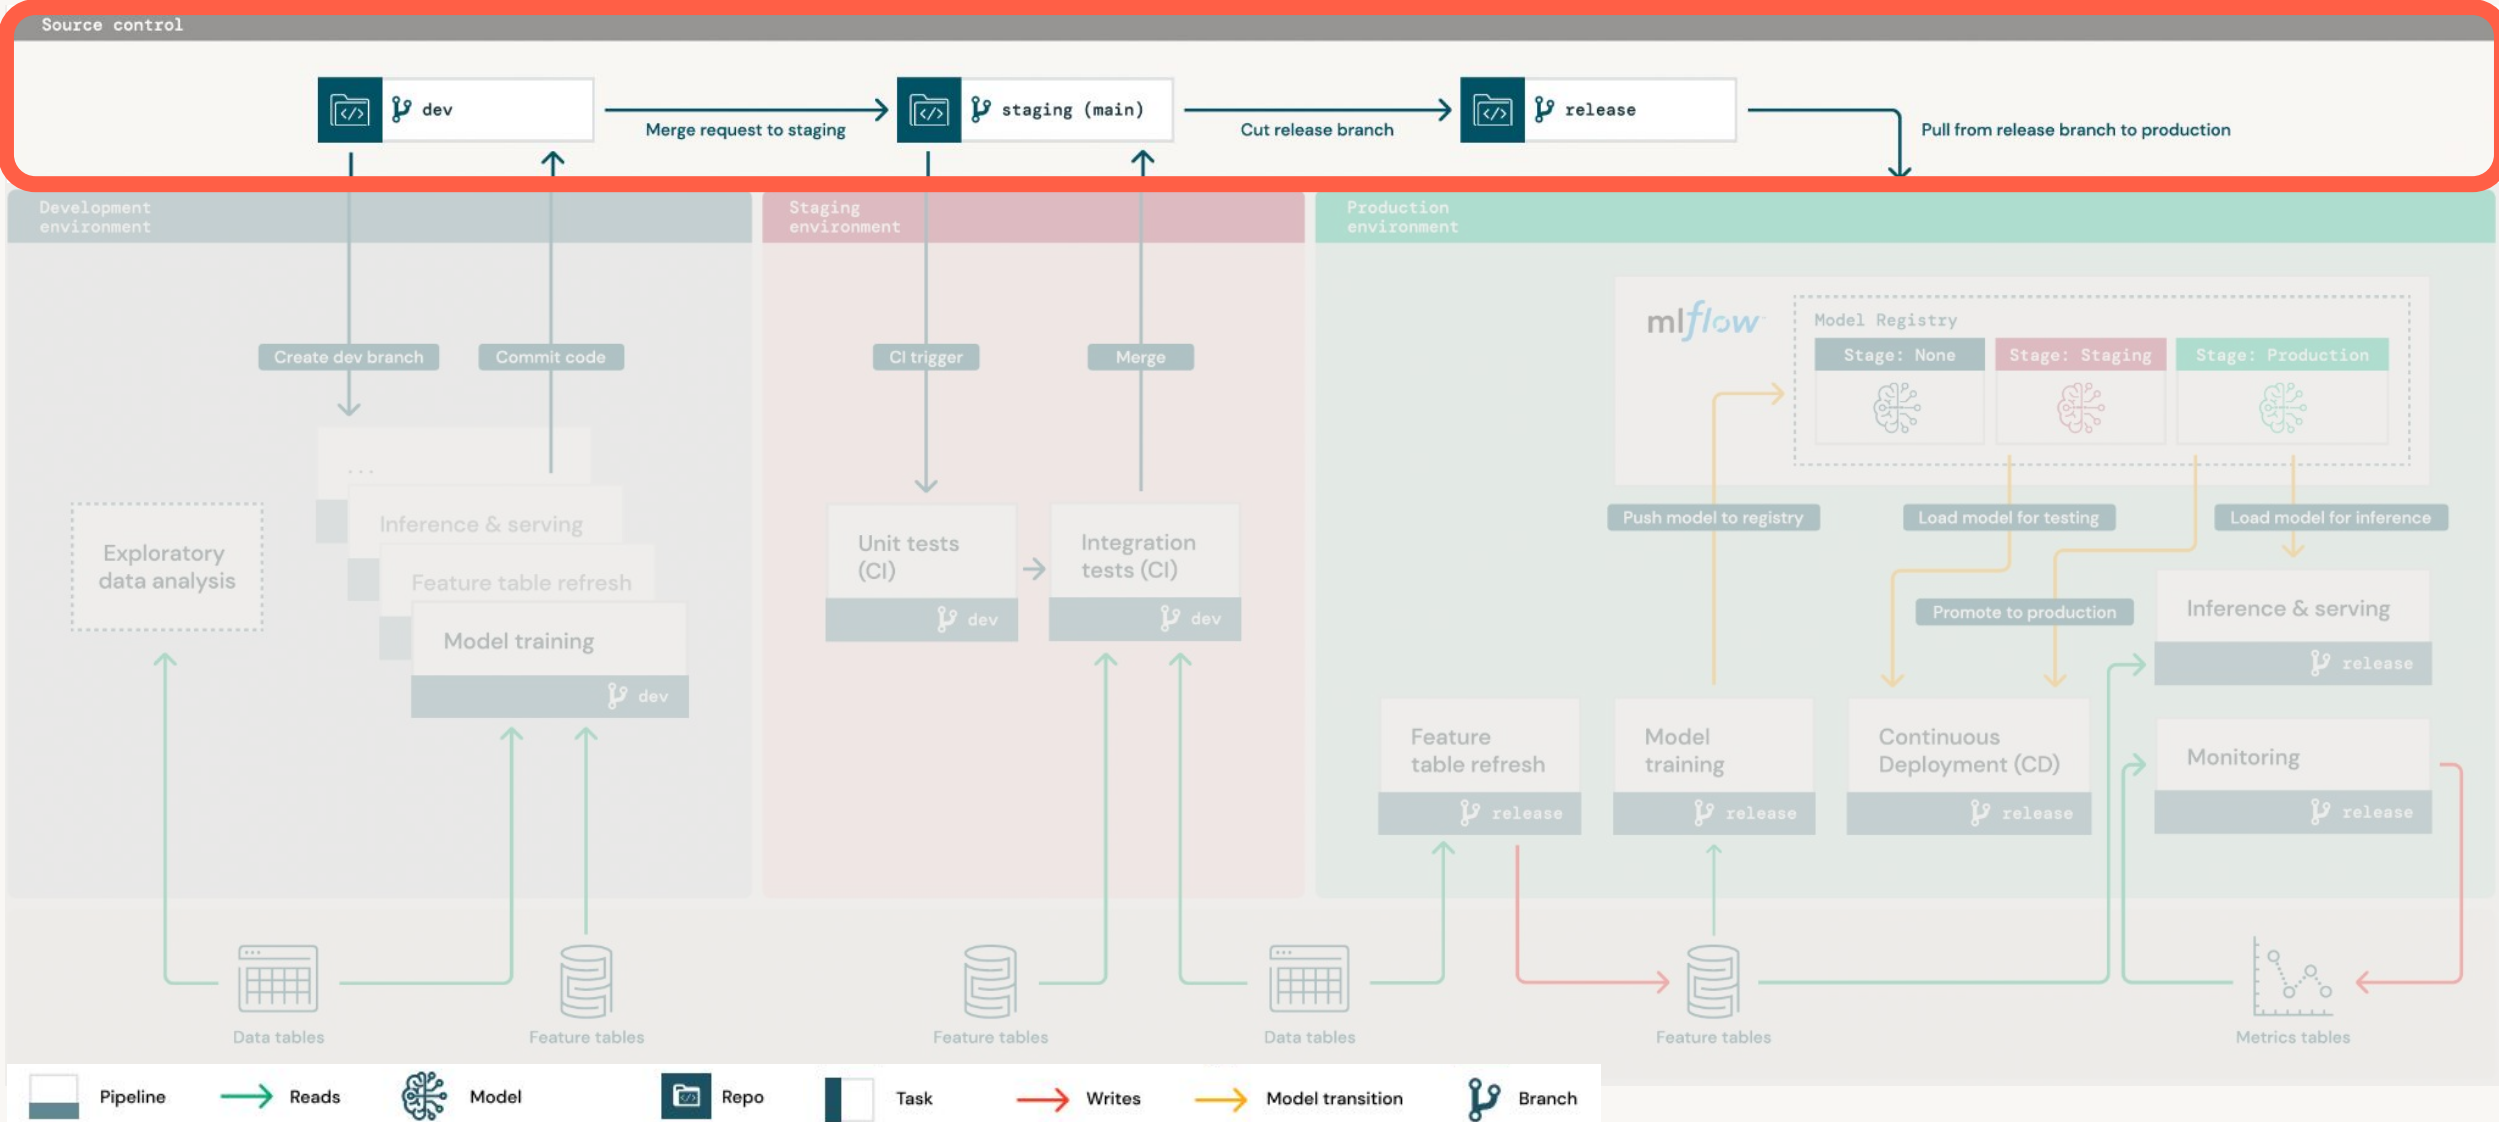 Source control
dev
Merge request to staging
staging (main)
Cut release branch
release
Pull from release branch to production
Development
environment
Staging
environment
Production
environment
Create dev branch
Commit code
CI trigger
Merge
mlflow
Model Registry
Stage: None
Stage: Staging
Stage: Production
...
Inference & serving
Feature table refresh
Model training
dev
Exploratory
data analysis
Unit tests
(CI)
dev
Integration
tests (CI)
dev
Push model to registry
Load model for testing
Load model for inference
Promote to production
Inference & serving
release
Feature
table refresh
release
Model
training
release
Continuous
Deployment (CD)
release
Monitoring
release
Data tables
Feature tables
Feature tables
Data tables
Feature tables
Metrics tables
Pipeline
Reads
Model
Repo
Task
Writes
Model transition
Branch